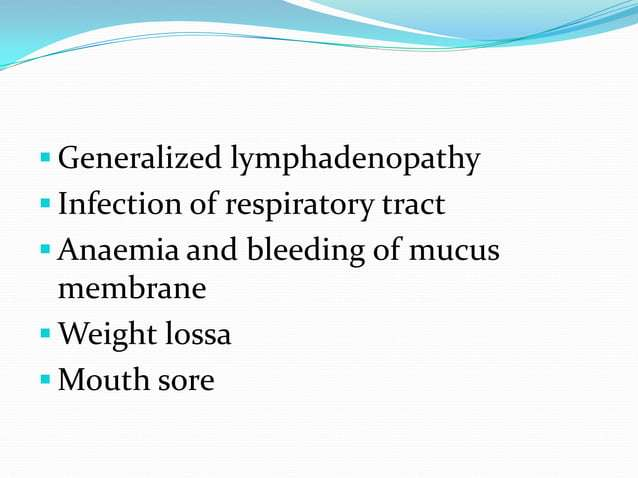 ▪ Generalized lymphadenopathy
▪ Infection of respiratory tract
▪ Anaemia and bleeding of mucus
membrane
▪ Weight lossa
▪ Mouth sore